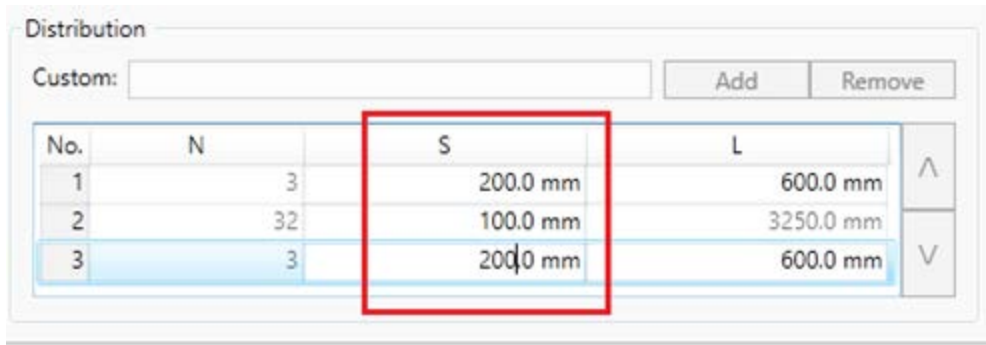 Distribution
Custom: Add Remove
No. N S L
1 3 200.0 mm 600.0 mm
2 32 100.0 mm 3250.0 mm
3 3 200.0 mm 600.0 mm